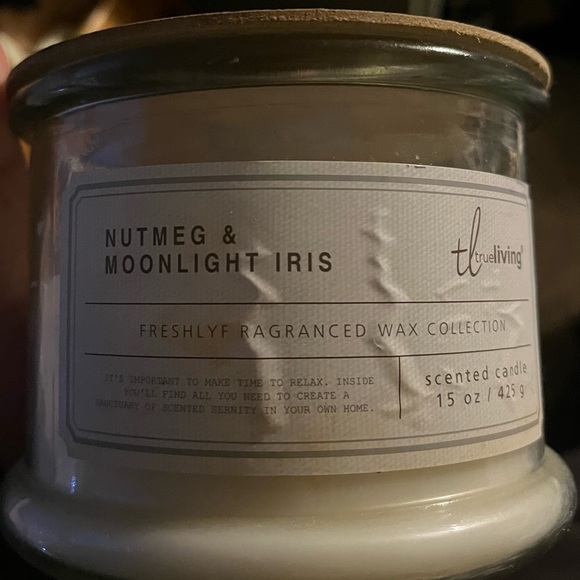 NUTMEG &
MOONLIGHT IRIS
tl trueliving®
FRESHLYF RAGRANCED WAX COLLECTION
IT'S IMPORTANT TO MAKE TIME TO RELAX. INSIDE
YOU'LL FIND ALL YOU NEED TO CREATE A
SANCTUARY OF SCENTED SERNITY IN YOUR OWN HOME.
scented candle
15 oz / 425 g